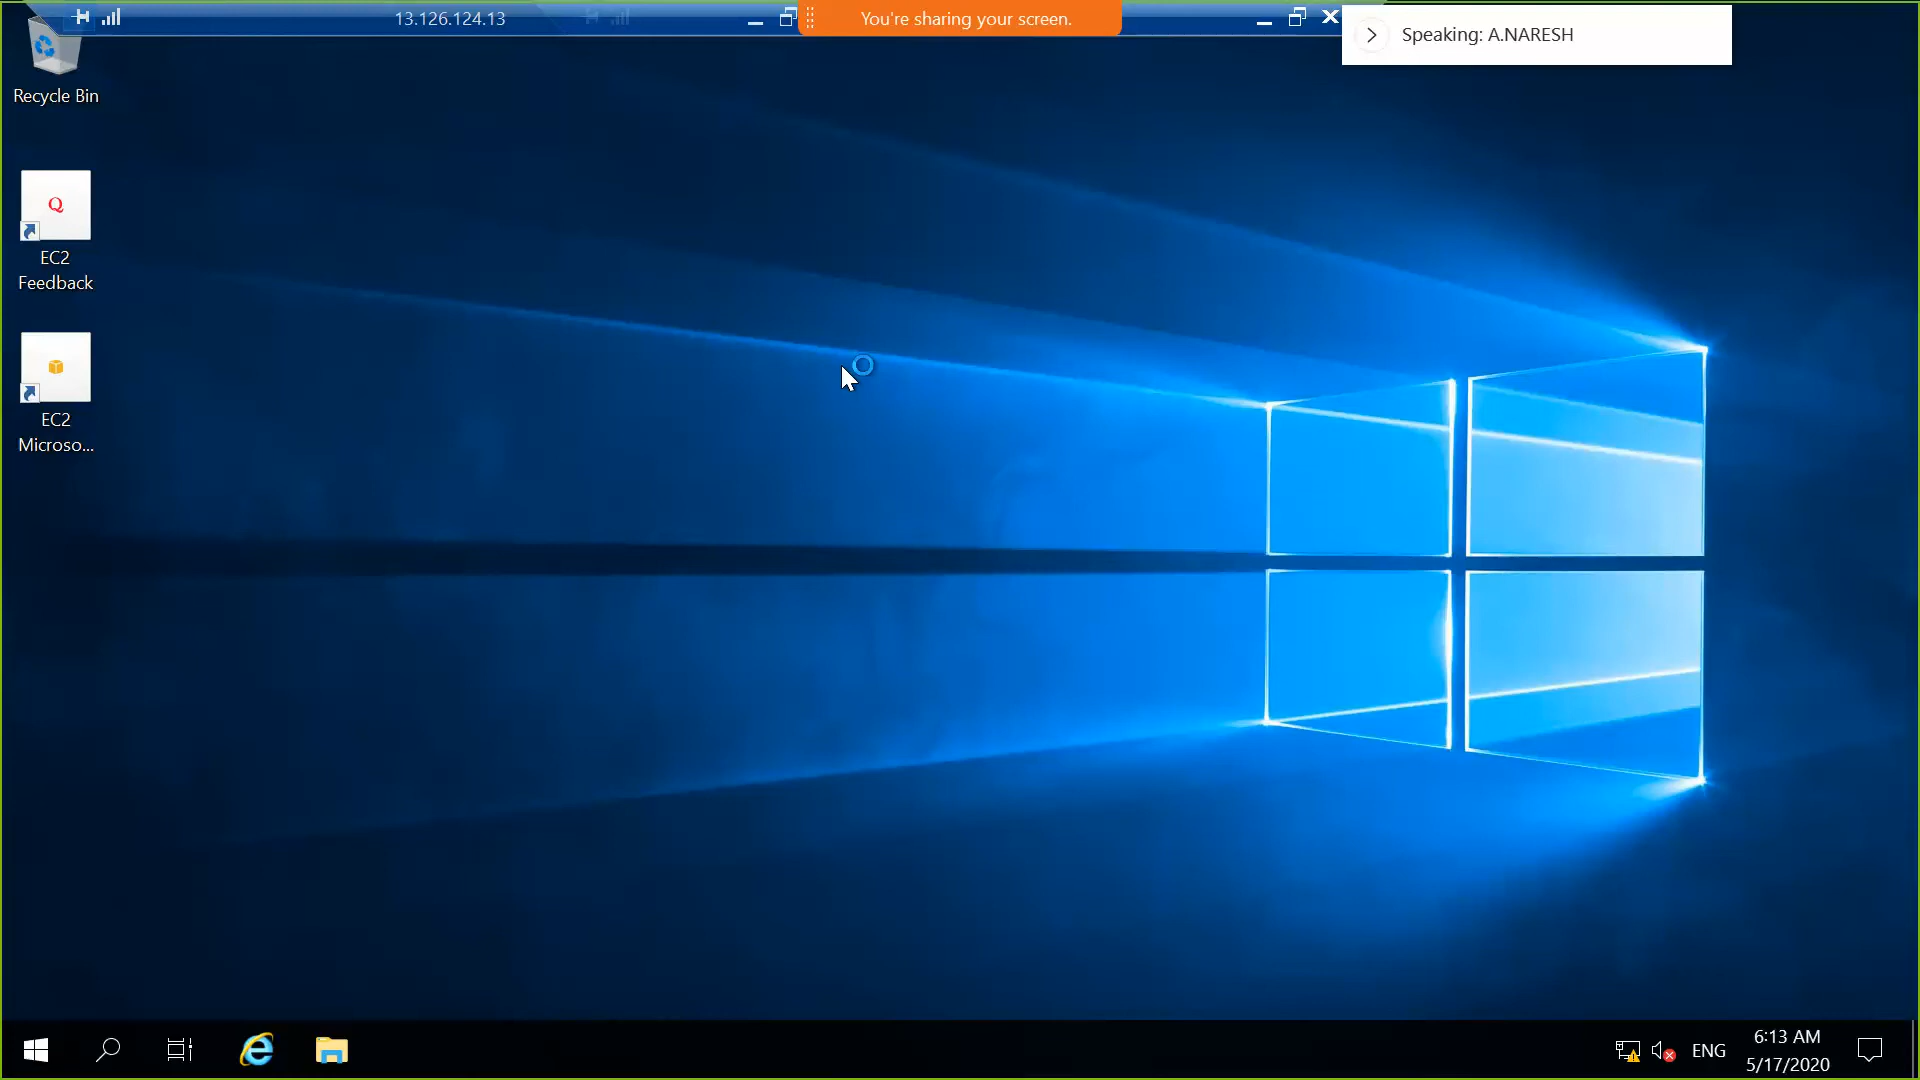 13.126.124.13
You're sharing your screen.
Speaking: A.NARESH
Recycle Bin
Q
EC2
Feedback
EC2
Microso...
ENG
6:13 AM
5/17/2020